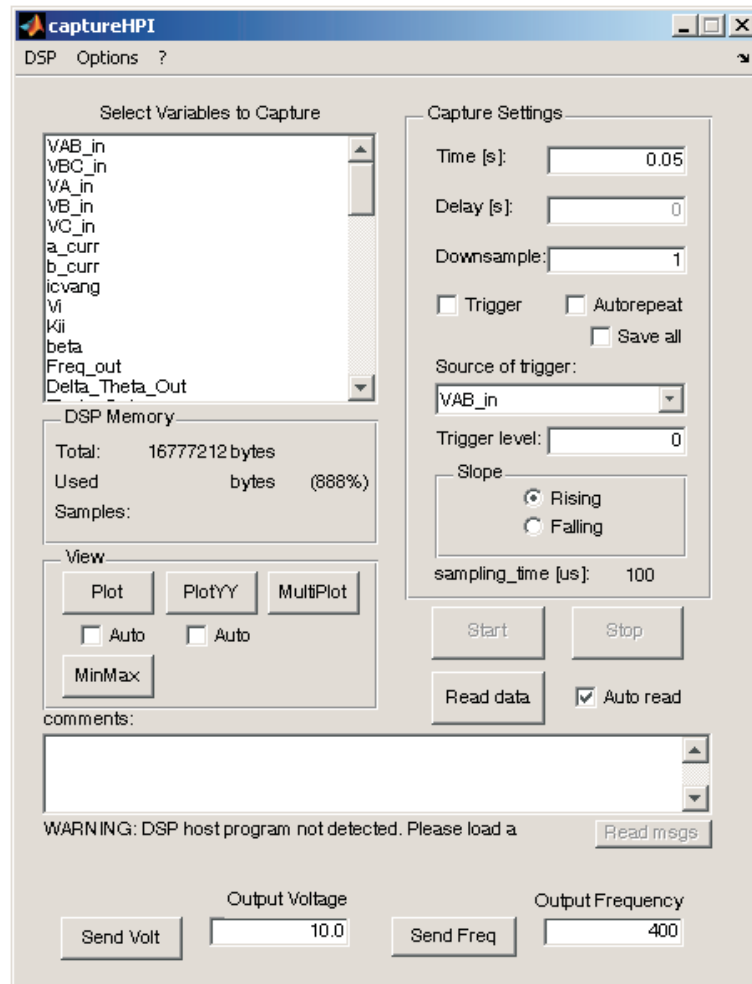 captureHPI
DSP Options ?
Select Variables to Capture
VAB_in
VBC_in
VA_in
VB_in
VC_in
a_curr
b_curr
icvang
Vi
Kii
beta
Freq_out
Delta_Theta_Out
DSP Memory
Total: 16777212 bytes
Used bytes (888%)
Samples:
View
Plot PlotYY MultiPlot
Auto Auto
MinMax
Capture Settings
Time [s]: 0.05
Delay [s]: 0
Downsample: 1
Trigger Autorepeat
Save all
Source of trigger:
VAB_in
Trigger level: 0
Slope
Rising
Falling
sampling_time [us]: 100
Start Stop
Read data Auto read
comments:
WARNING: DSP host program not detected. Please load a
Read msgs
Output Voltage
Send Volt 10.0
Output Frequency
Send Freq 400